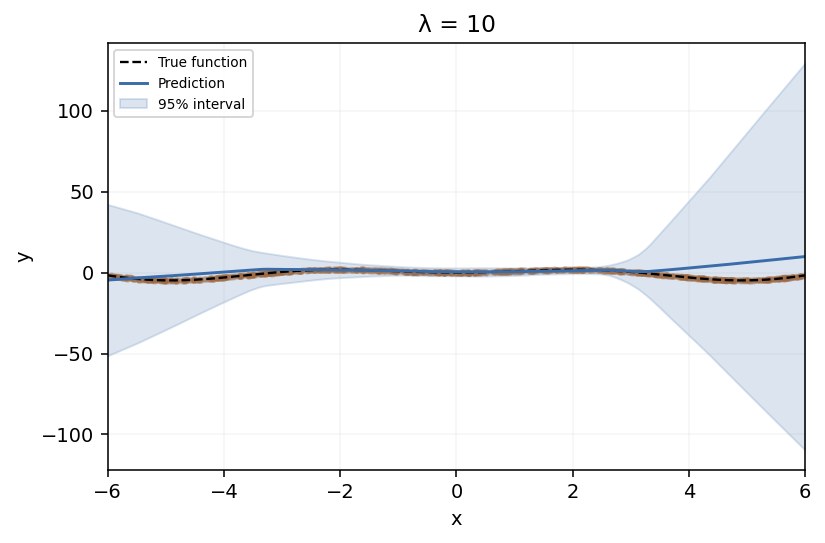 λ = 10
True function
Prediction
95% interval
100
50
0
−50
−100
y
−6
−4
−2
0
2
4
6
x